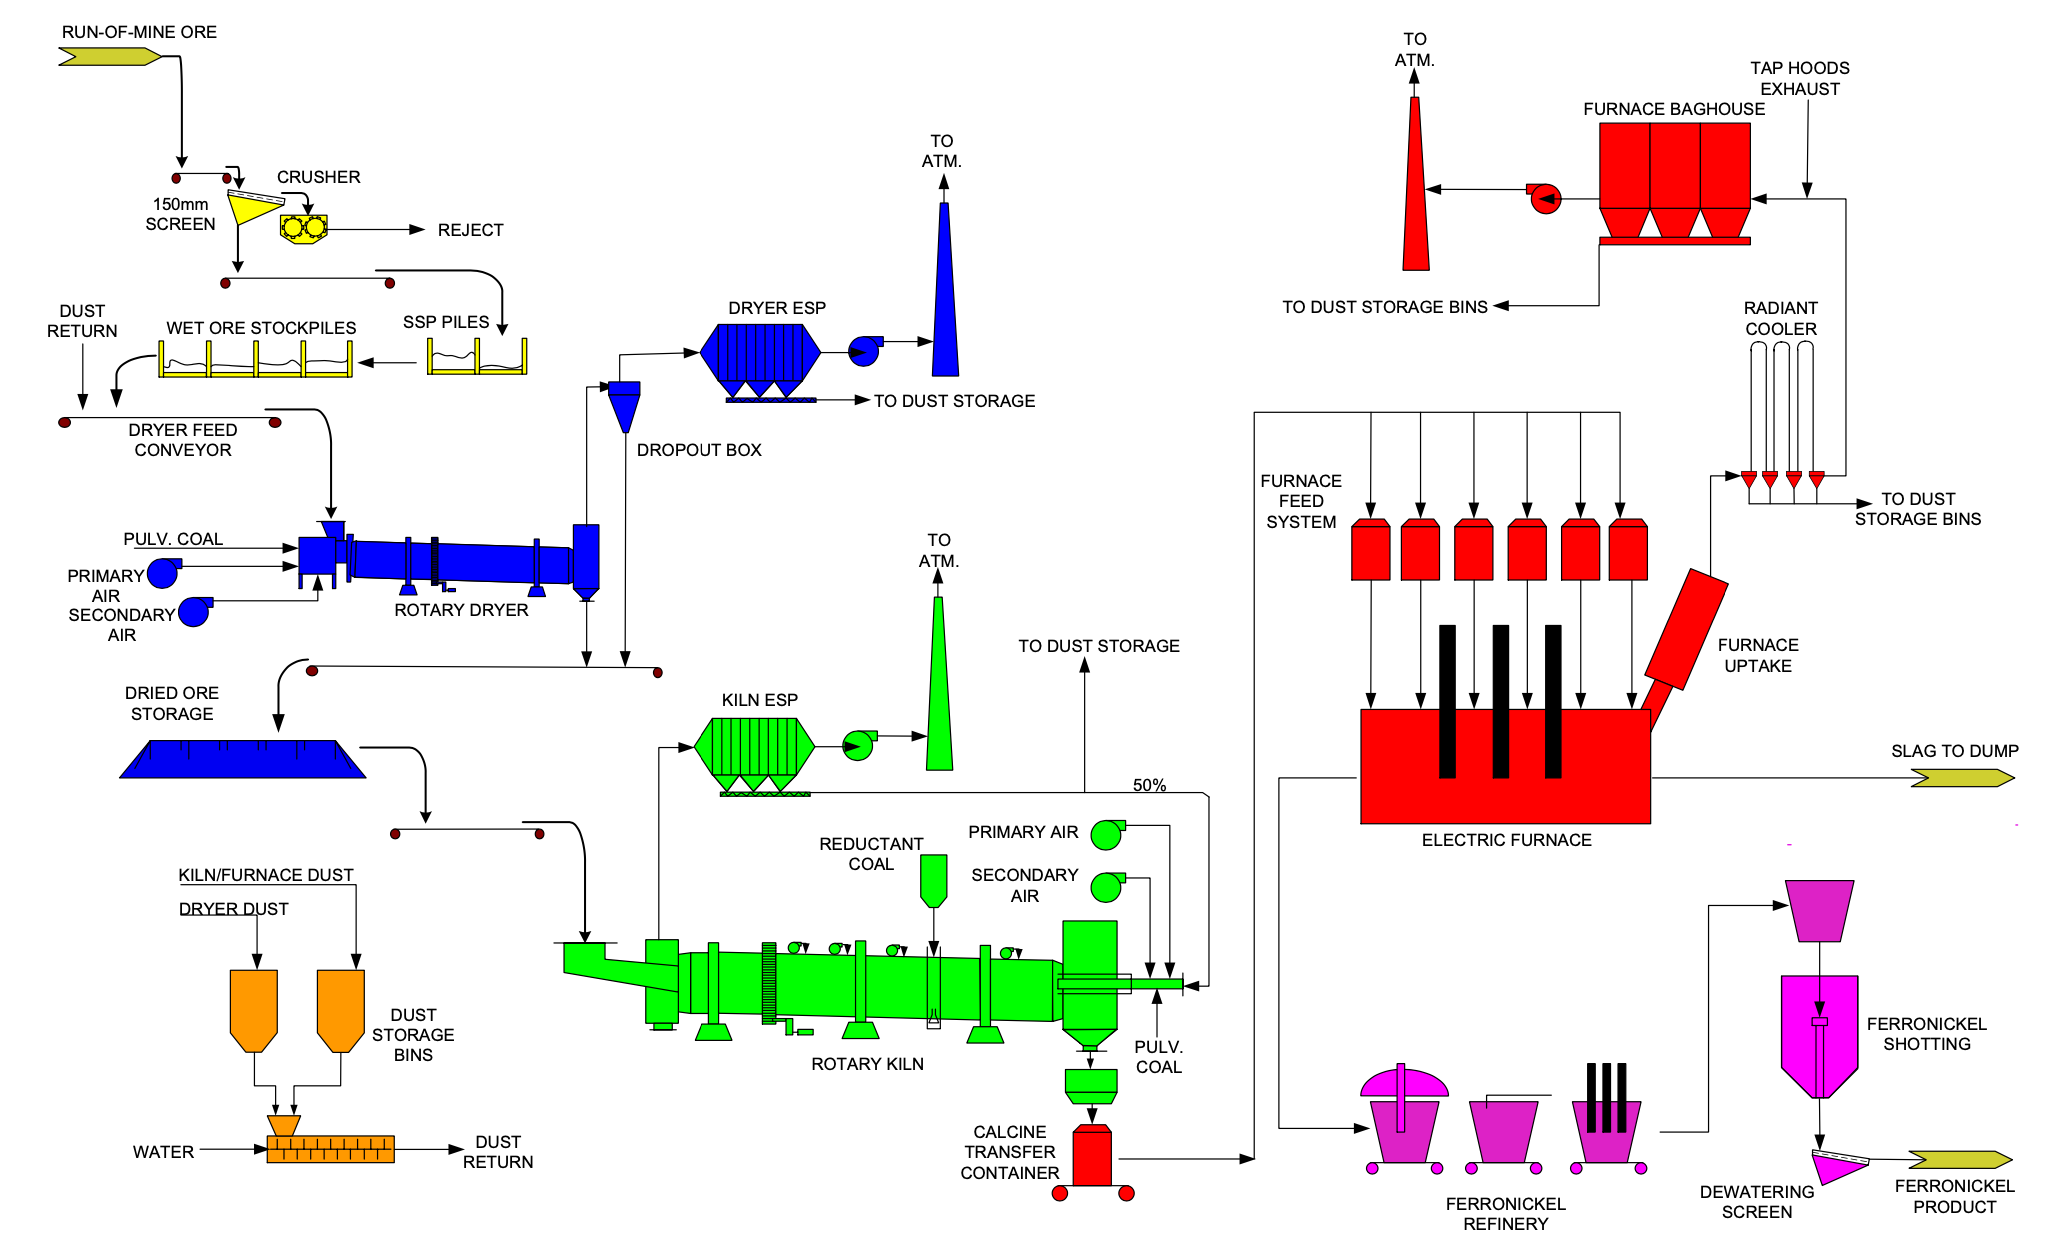 RUN-OF-MINE ORE
CRUSHER
150mm
SCREEN
REJECT
DUST
RETURN
WET ORE STOCKPILES
SSP PILES
DRYER FEED
CONVEYOR
TO
ATM.
DRYER ESP
TO DUST STORAGE
DROPOUT BOX
PULV. COAL
PRIMARY
AIR
SECONDARY
AIR
ROTARY DRYER
DRIED ORE
STORAGE
TO
ATM.
KILN ESP
TO DUST STORAGE
50%
PRIMARY AIR
SECONDARY
AIR
REDUCTANT
COAL
KILN/FURNACE DUST
DRYER DUST
DUST
STORAGE
BINS
WATER
DUST
RETURN
ROTARY KILN
PULV.
COAL
CALCINE
TRANSFER
CONTAINER
TO
ATM.
TAP HOODS
EXHAUST
FURNACE BAGHOUSE
TO DUST STORAGE BINS
RADIANT
COOLER
TO DUST
STORAGE BINS
FURNACE
FEED
SYSTEM
FURNACE
UPTAKE
SLAG TO DUMP
ELECTRIC FURNACE
FERRONICKEL
SHOTTING
FERRONICKEL
REFINERY
DEWATERING
SCREEN
FERRONICKEL
PRODUCT